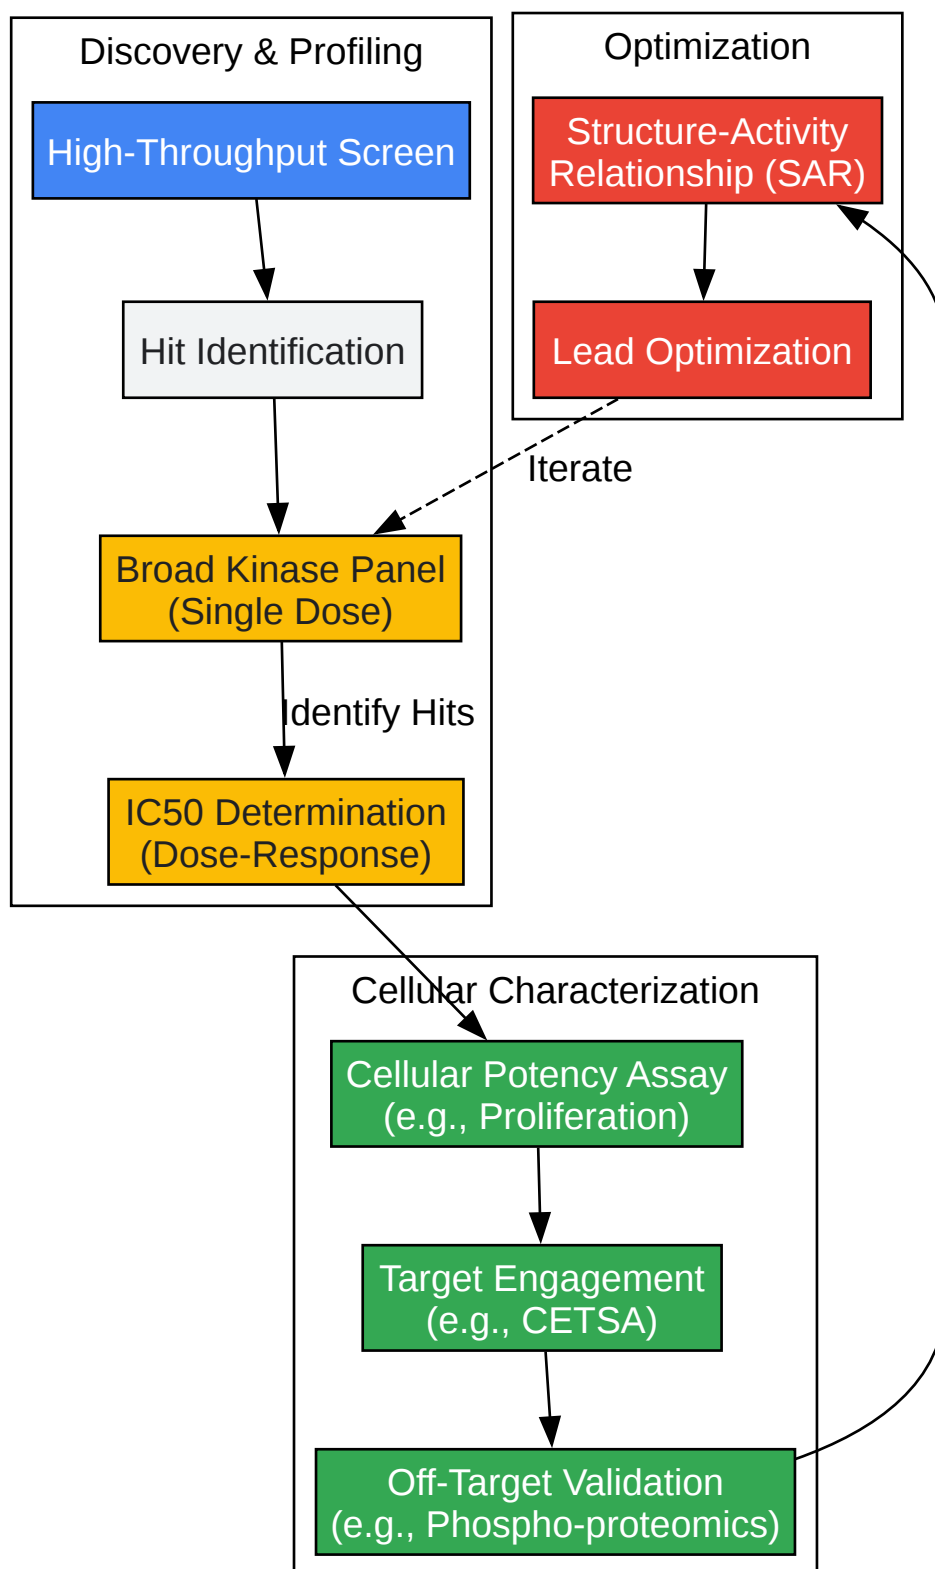 Discovery & Profiling
High-Throughput Screen
Hit Identification
Broad Kinase Panel
(Single Dose)
Identify Hits
IC50 Determination
(Dose-Response)
Optimization
Structure-Activity
Relationship (SAR)
Lead Optimization
Iterate
Cellular Characterization
Cellular Potency Assay
(e.g., Proliferation)
Target Engagement
(e.g., CETSA)
Off-Target Validation
(e.g., Phospho-proteomics)